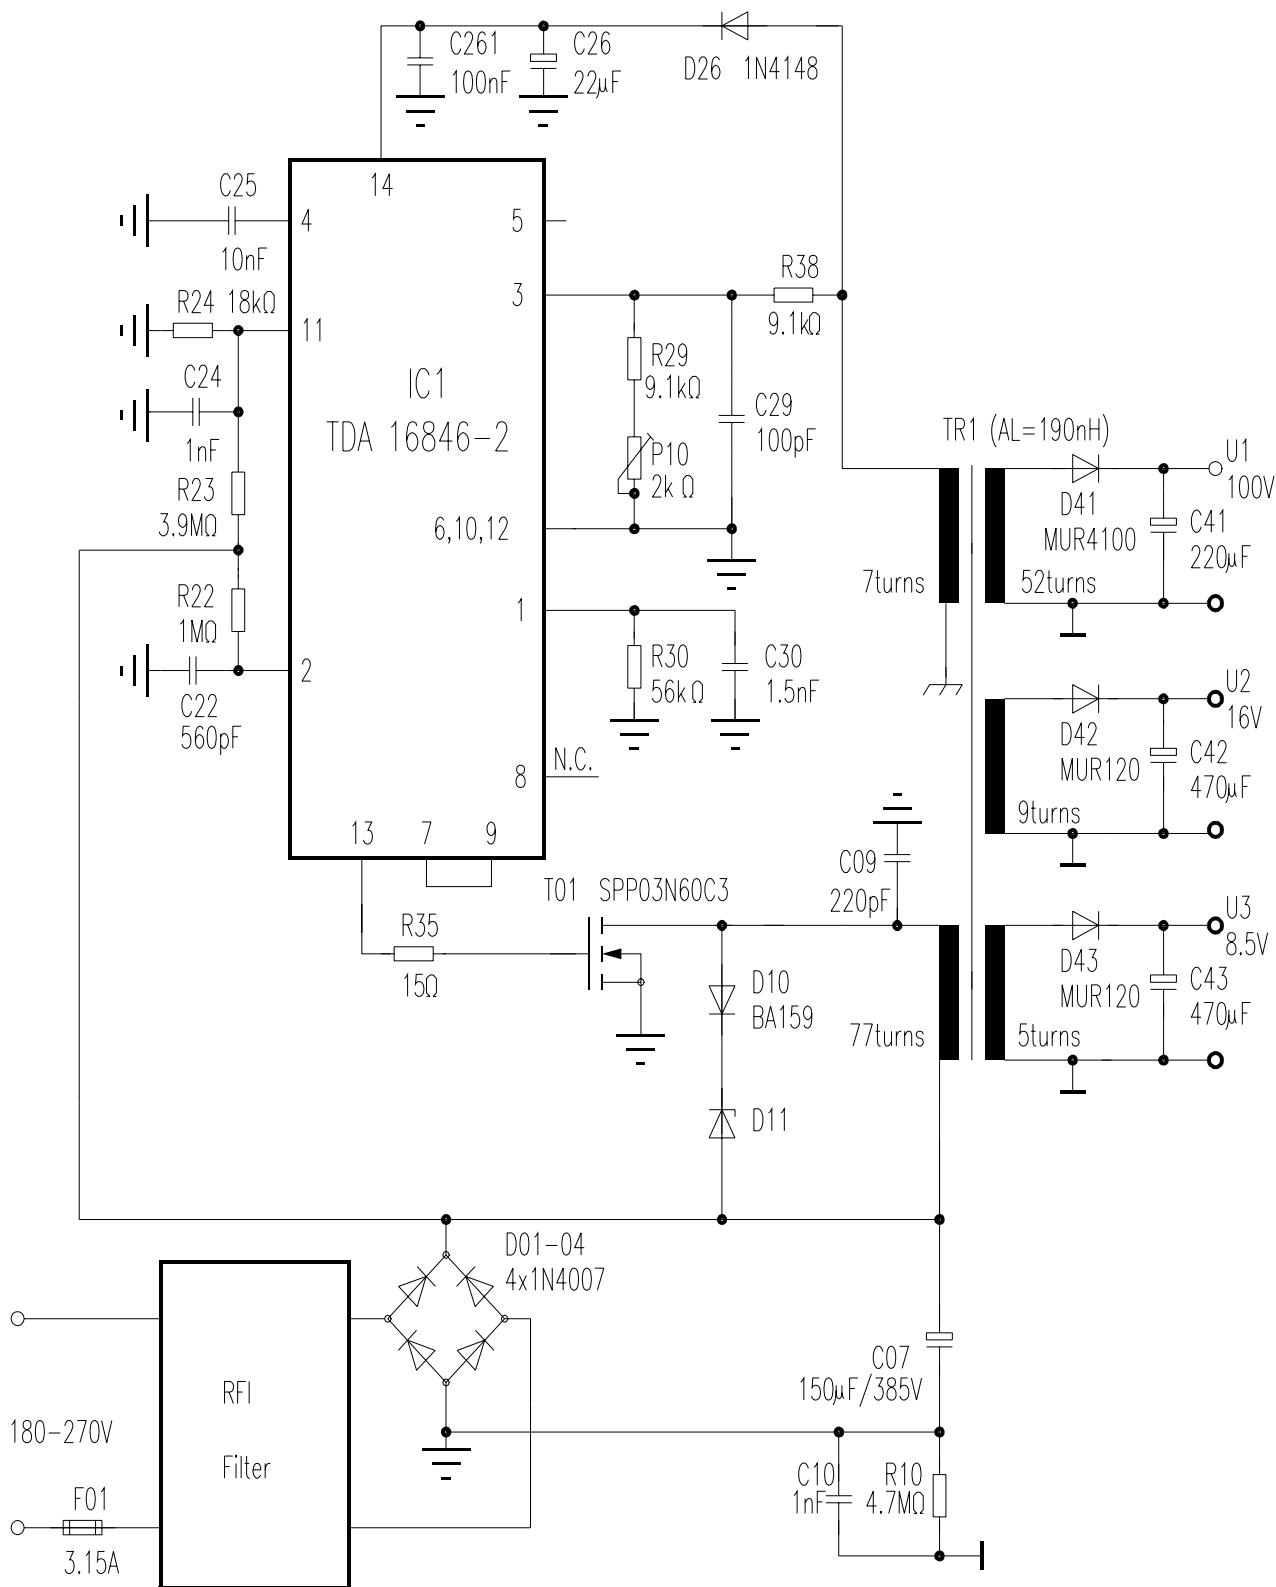 C261
100nF
C26
22µF
D26 1N4148
14
C25
10nF
4
5
R24 18kΩ
11
3
R38
9.1kΩ
C24
1nF
IC1
TDA 16846-2
R29
9.1kΩ
C29
100pF
P10
2kΩ
R23
3.9MΩ
6,10,12
TR1 (AL=190nH)
U1
100V
D41
MUR4100
C41
220µF
7turns
52turns
R22
1MΩ
1
2
C22
560pF
R30
56kΩ
C30
1.5nF
U2
16V
D42
MUR120
C42
470µF
9turns
8
N.C.
13
7
9
C09
220pF
T01 SPP03N60C3
R35
15Ω
D10
BA159
77turns
U3
8.5V
D43
MUR120
C43
470µF
5turns
D11
D01-04
4x1N4007
C07
150µF/385V
RFI
Filter
180-270V
F01
3.15A
C10
1nF
R10
4.7MΩ